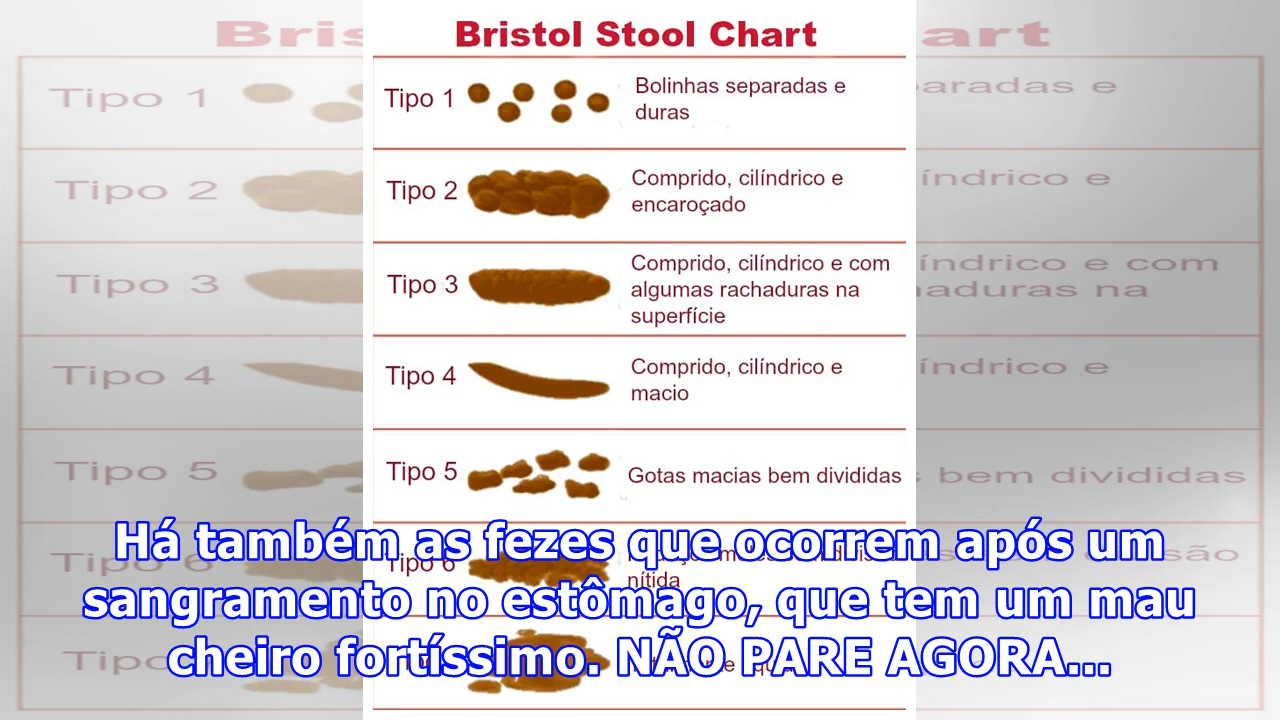 Bristol Stool Chart
Tipo 1
Bolinhas separadas e
duras
Tipo 2
Comprido, cilíndrico e
encaroçado
Tipo 3
Comprido, cilíndrico e com
algumas rachaduras na
superfície
Tipo 4
Comprido, cilíndrico e
macio
Tipo 5
Gotas macias bem divididas
Tipo 6
nítida
Há também as fezes que ocorrem após um
sangramento no estômago, que tem um mau
cheiro fortíssimo. NÃO PARE AGORA...